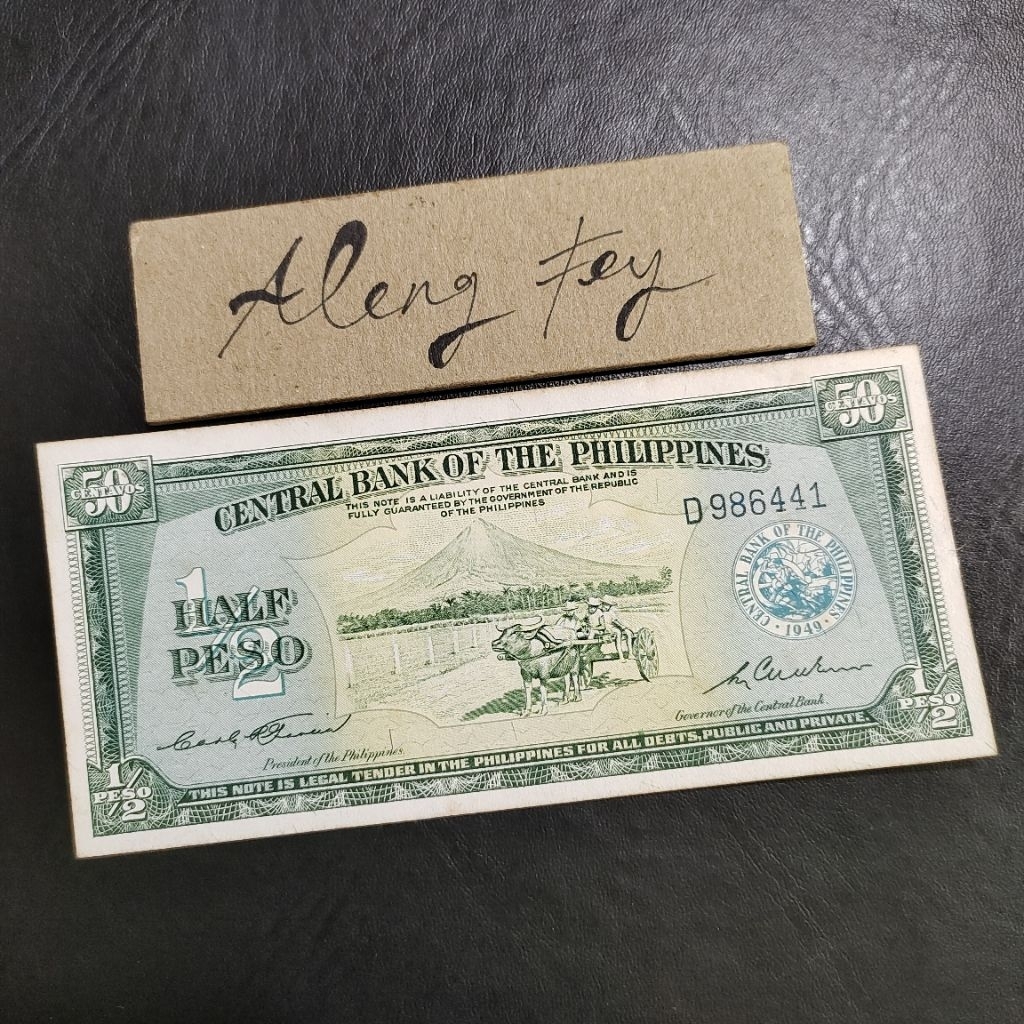 Aleng Fey
50
CENTAVOS
50
CENTAVOS
CENTRAL BANK OF THE PHILIPPINES
THIS NOTE IS A LIABILITY OF THE CENTRAL BANK AND IS
FULLY GUARANTEED BY THE GOVERNMENT OF THE REPUBLIC
OF THE PHILIPPINES
D986441
CENTRAL BANK OF THE PHILIPPINES
1949
1/2
HALF
PESO
President of the Philippines.
Governor of the Central Bank.
1/2
PESO
1/2
PESO
THIS NOTE IS LEGAL TENDER IN THE PHILIPPINES FOR ALL DEBTS, PUBLIC AND PRIVATE.